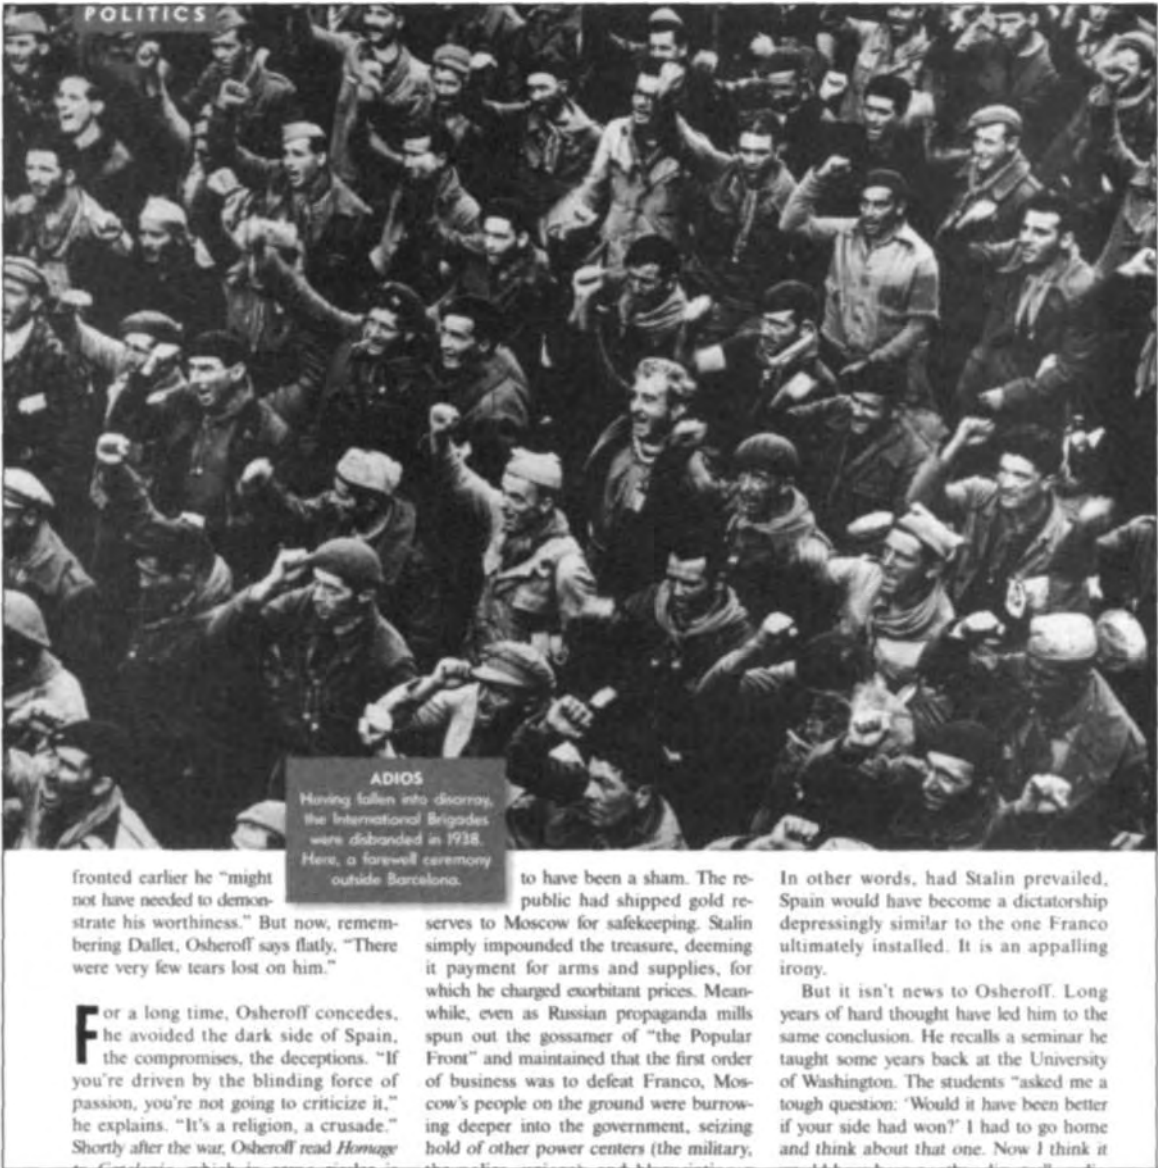 POLITICS
ADIOS
Having fallen into disarray,
the International Brigades
were disbanded in 1938.
Here, a farewell ceremony
outside Barcelona.
fronted earlier he "might
not have needed to demon-
strate his worthiness." But now, remem-
bering Dallet, Osheroff says flatly, "There
were very few tears lost on him."
For a long time, Osheroff concedes,
he avoided the dark side of Spain,
the compromises, the deceptions. "If
you're driven by the blinding force of
passion, you're not going to criticize it,"
he explains. "It's a religion, a crusade."
Shortly after the war, Osheroff read Homage
to have been a sham. The re-
public had shipped gold re-
serves to Moscow for safekeeping. Stalin
simply impounded the treasure, deeming
it payment for arms and supplies, for
which he charged exorbitant prices. Mean-
while, even as Russian propaganda mills
spun out the gossamer of "the Popular
Front" and maintained that the first order
of business was to defeat Franco, Mos-
cow's people on the ground were burrow-
ing deeper into the government, seizing
hold of other power centers (the military,
In other words, had Stalin prevailed,
Spain would have become a dictatorship
depressingly similar to the one Franco
ultimately installed. It is an appalling
irony.
But it isn't news to Osheroff. Long
years of hard thought have led him to the
same conclusion. He recalls a seminar he
taught some years back at the University
of Washington. The students "asked me a
tough question: 'Would it have been better
if your side had won?' I had to go home
and think about that one. Now I think it